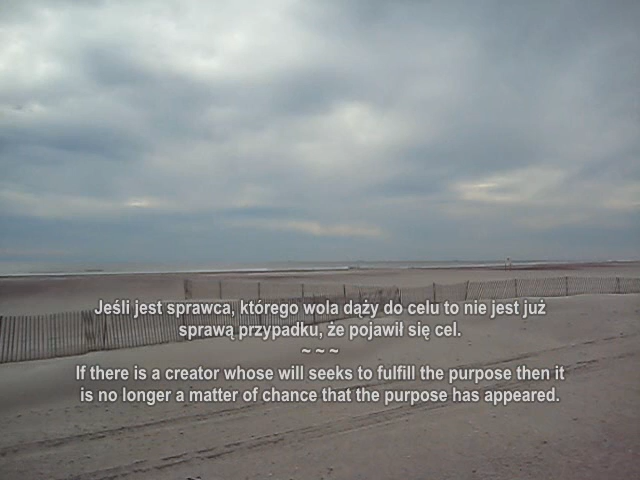 Jeśli jest sprawca, którego wola dąży do celu to nie jest już
sprawą przypadku, że pojawił się cel.
~ ~ ~
If there is a creator whose will seeks to fulfill the purpose then it
is no longer a matter of chance that the purpose has appeared.